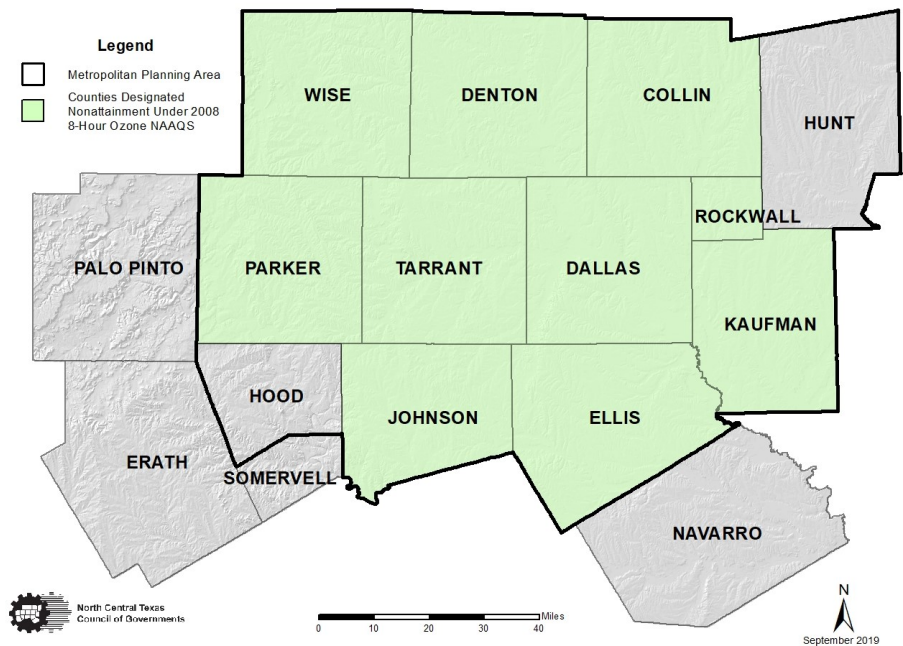 Legend
Metropolitan Planning Area
Counties Designated
Nonattainment Under 2008
8-Hour Ozone NAAQS
WISE
DENTON
COLLIN
HUNT
ROCKWALL
PALO PINTO
PARKER
TARRANT
DALLAS
KAUFMAN
HOOD
JOHNSON
ELLIS
ERATH
SOMERVELL
NAVARRO
North Central Texas
Council of Governments
Miles
0 10 20 30 40
N
September 2019